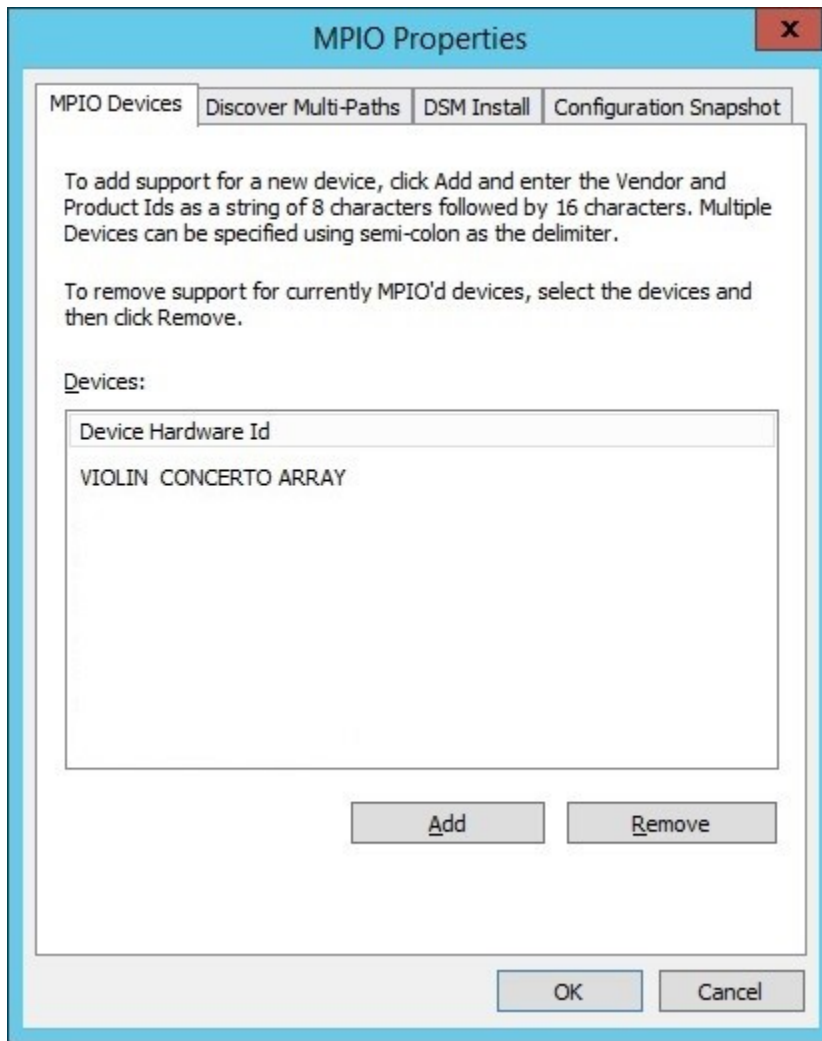 MPIO Properties
x
MPIO Devices Discover Multi-Paths DSM Install Configuration Snapshot
To add support for a new device, click Add and enter the Vendor and
Product Ids as a string of 8 characters followed by 16 characters. Multiple
Devices can be specified using semi-colon as the delimiter.
To remove support for currently MPIO'd devices, select the devices and
then click Remove.
Devices:
Device Hardware Id
VIOLIN  CONCERTO ARRAY
Add Remove
OK Cancel